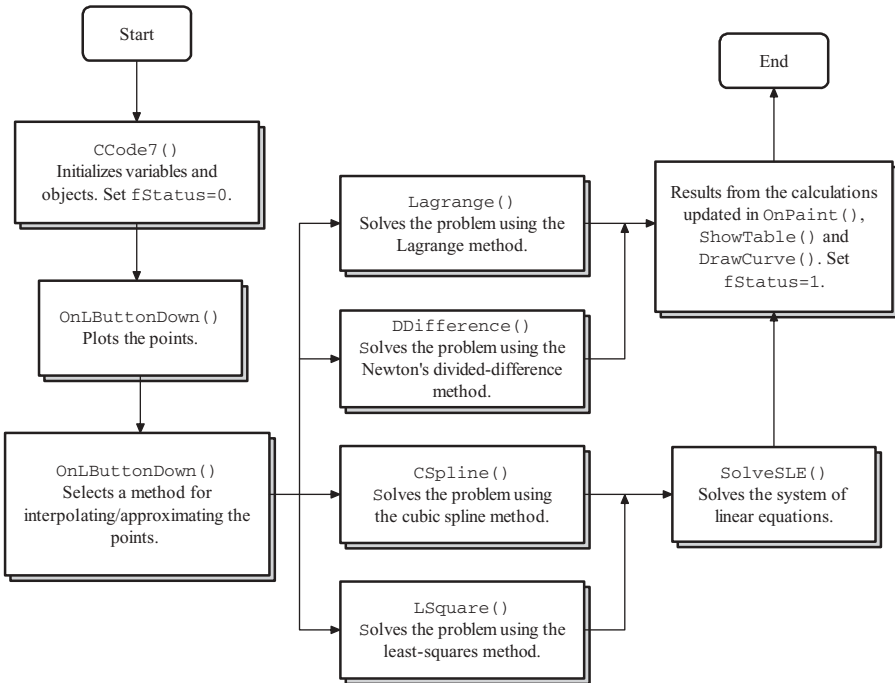 Start
CCode7()
Initializes variables and
objects. Set fStatus=0.
OnLButtonDown()
Plots the points.
OnLButtonDown()
Selects a method for
interpolating/approximating the
points.
Lagrange()
Solves the problem using the
Lagrange method.
DDifference()
Solves the problem using the
Newton's divided-difference
method.
CSpline()
Solves the problem using
the cubic spline method.
LSquare()
Solves the problem using the
least-squares method.
End
Results from the calculations
updated in OnPaint(),
ShowTable() and
DrawCurve(). Set
fStatus=1.
SolveSLE()
Solves the system of
linear equations.